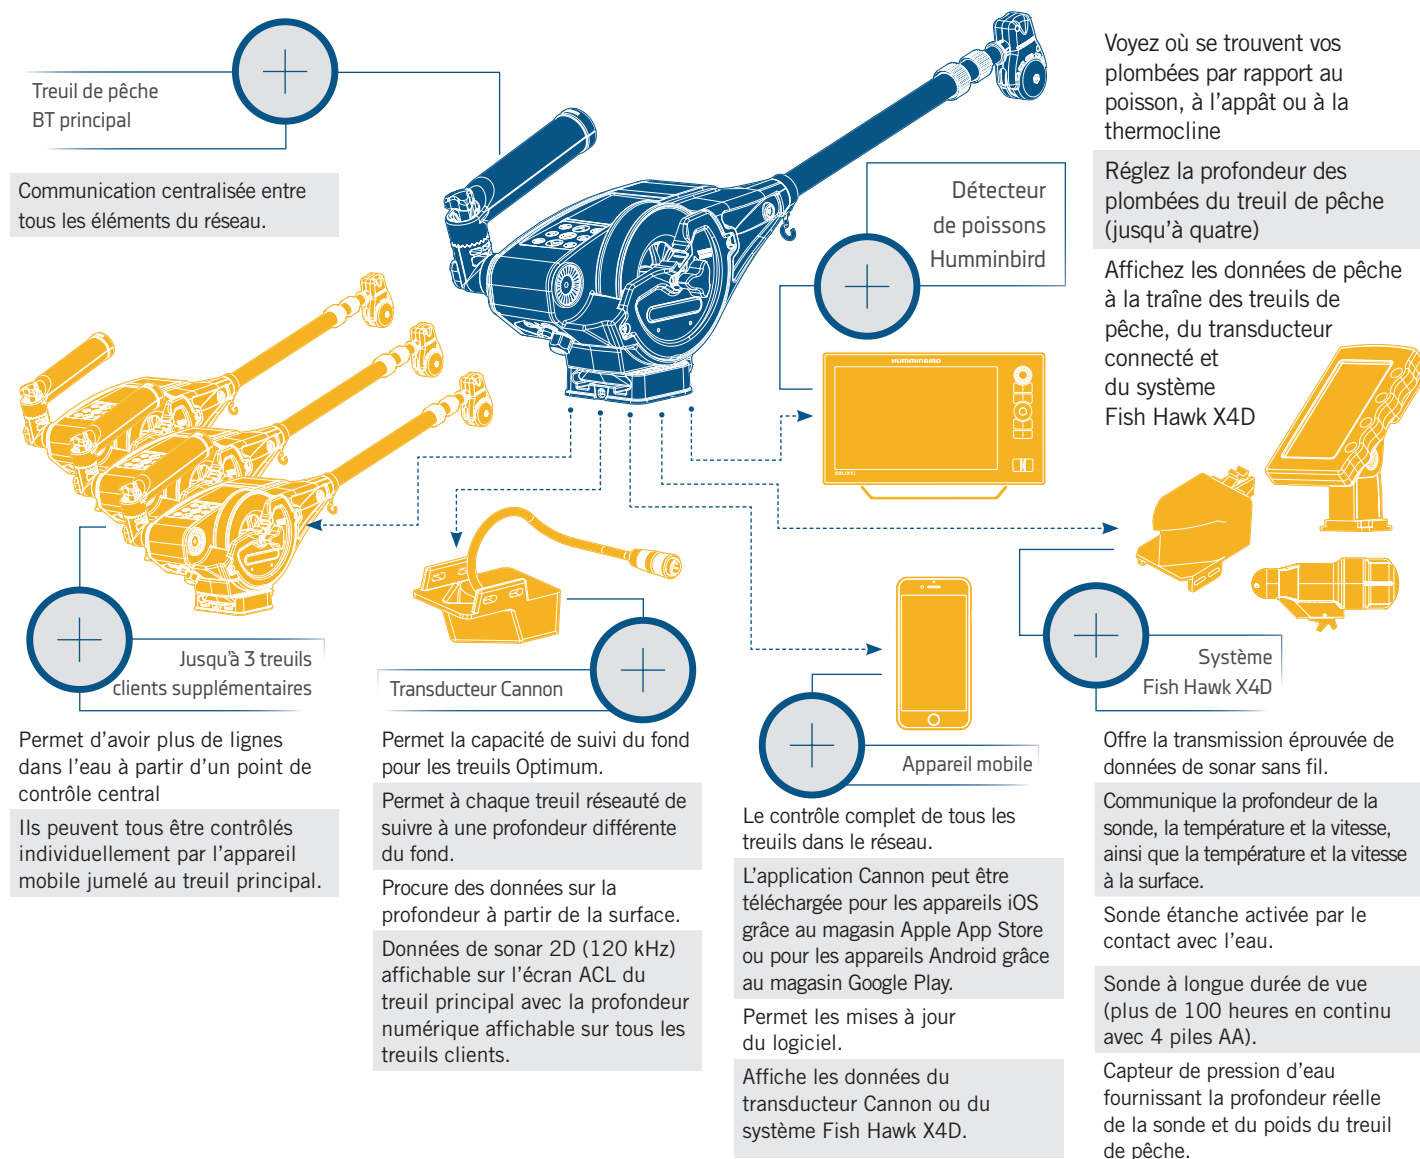 Treuil de pêche
BT principal
Communication centralisée entre
tous les éléments du réseau.
Détecteur
de poissons
Humminbird
Voyez où se trouvent vos
plombées par rapport au
poisson, à l'appât ou à la
thermocline
Réglez la profondeur des
plombées du treuil de pêche
(jusqu'à quatre)
Affichez les données de pêche
à la traîne des treuils de
pêche, du transducteur
connecté et
du système
Fish Hawk X4D
HUMMINBIRD
SOLIX
Jusqu'à 3 treuils
clients supplémentaires
Permet d'avoir plus de lignes
dans l'eau à partir d'un point de
contrôle central
Ils peuvent tous être contrôlés
individuellement par l'appareil
mobile jumelé au treuil principal.
Transducteur Cannon
Permet la capacité de suivi du fond
pour les treuils Optimum.
Permet à chaque treuil réseauté de
suivre à une profondeur différente
du fond.
Procure des données sur la
profondeur à partir de la surface.
Données de sonar 2D (120 kHz)
affichable sur l'écran ACL du
treuil principal avec la profondeur
numérique affichable sur tous les
treuils clients.
Appareil mobile
Le contrôle complet de tous les
treuils dans le réseau.
L'application Cannon peut être
téléchargée pour les appareils iOS
grâce au magasin Apple App Store
ou pour les appareils Android grâce
au magasin Google Play.
Permet les mises à jour
du logiciel.
Affiche les données du
transducteur Cannon ou du
système Fish Hawk X4D.
Système
Fish Hawk X4D
Offre la transmission éprouvée de
données de sonar sans fil.
Communique la profondeur de la
sonde, la température et la vitesse,
ainsi que la température et la vitesse
à la surface.
Sonde étanche activée par le
contact avec l'eau.
Sonde à longue durée de vue
(plus de 100 heures en continu
avec 4 piles AA).
Capteur de pression d'eau
fournissant la profondeur réelle
de la sonde et du poids du treuil
de pêche.